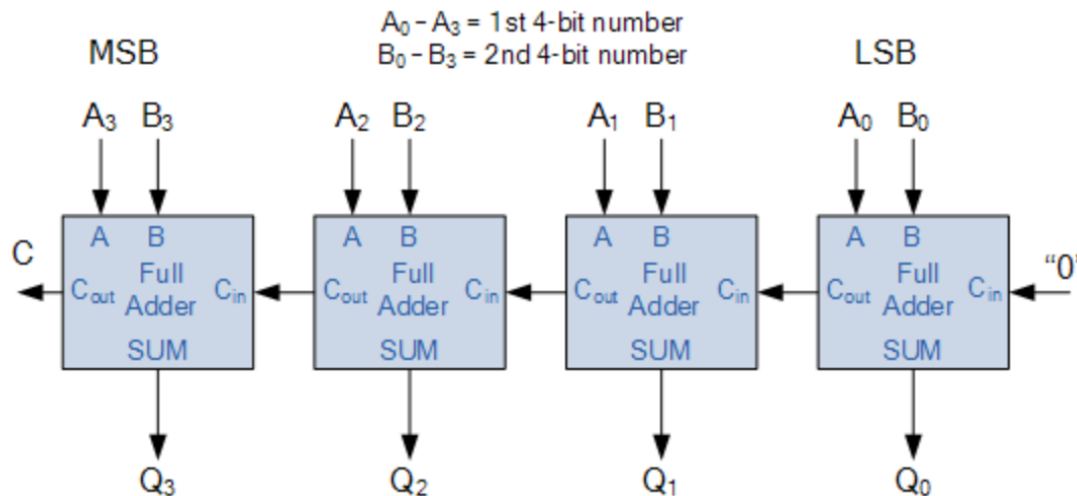 A₀ – A₃ = 1st 4-bit number
MSB B₀ – B₃ = 2nd 4-bit number LSB
A₃ B₃ A₂ B₂ A₁ B₁ A₀ B₀
A B A B A B A B
C Cout Full Adder Cin Cout Full Adder Cin Cout Full Adder Cin Cout Full Adder Cin “0”
SUM SUM SUM SUM
Q₃ Q₂ Q₁ Q₀